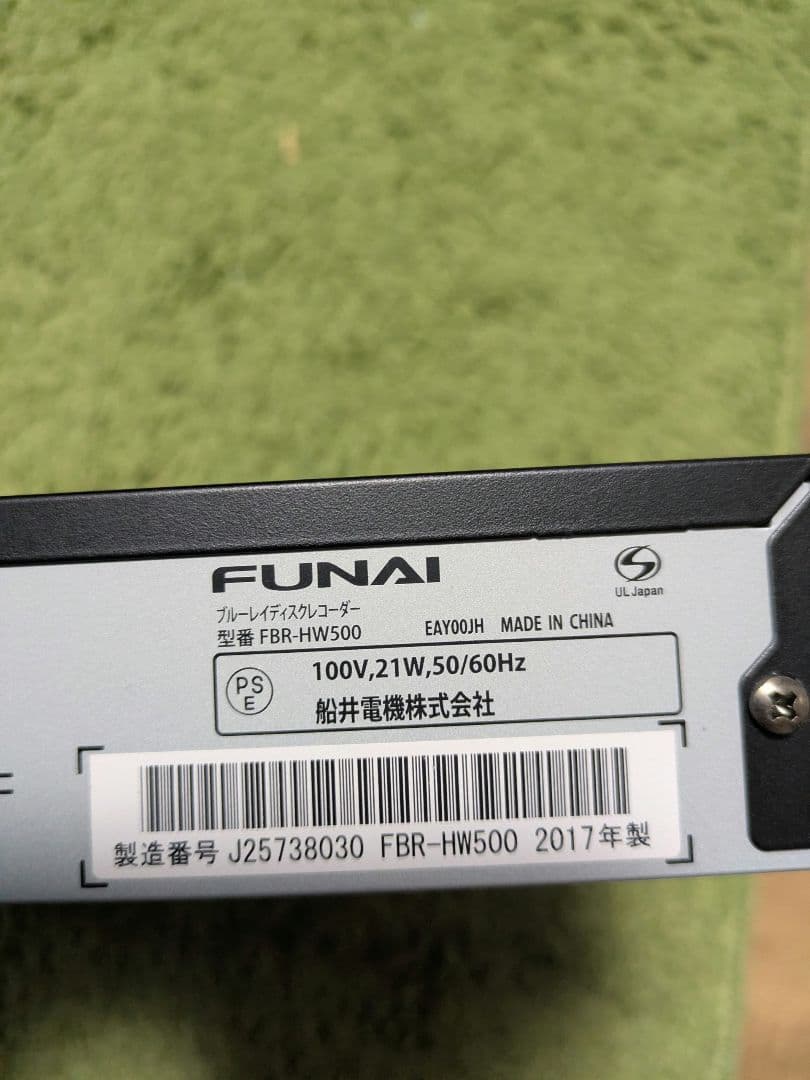 FUNAI
ブルーレイディスクレコーダー
型番 FBR-HW500 EAY00JH MADE IN CHINA
UL Japan
PS
E
100V,21W,50/60Hz
船井電機株式会社
製造番号 J25738030 FBR-HW500 2017年製